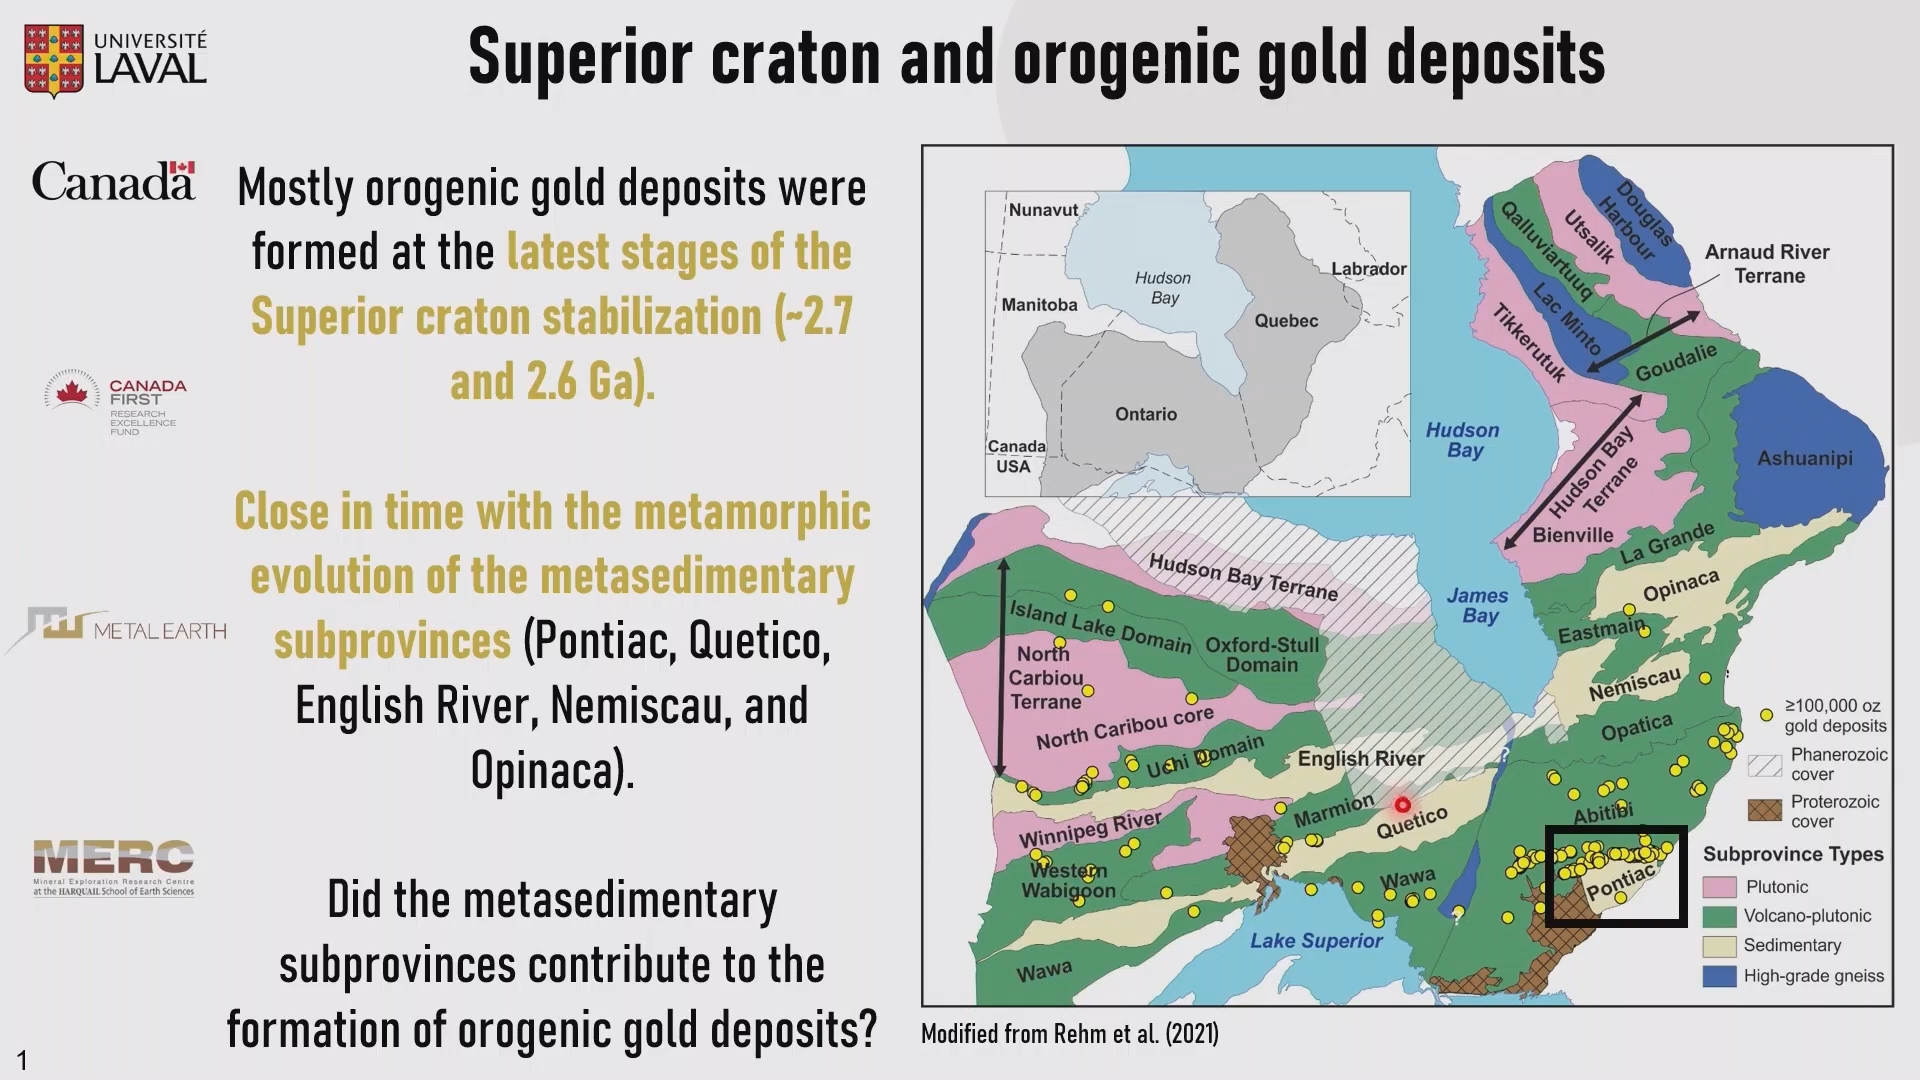 UNIVERSITÉ
LAVAL
Superior craton and orogenic gold deposits
Canada
CANADA
FIRST
RESEARCH
EXCELLENCE
FUND
METAL EARTH
MERC
Mineral Exploration Research Centre
at the HARQUAIL School of Earth Sciences
Mostly orogenic gold deposits were
formed at the latest stages of the
Superior craton stabilization (~2.7
and 2.6 Ga).
Close in time with the metamorphic
evolution of the metasedimentary
subprovinces (Pontiac, Quetico,
English River, Nemiscau, and
Opinaca).
Did the metasedimentary
subprovinces contribute to the
formation of orogenic gold deposits?
1
Nunavut
Hudson
Bay
Labrador
Manitoba
Quebec
Ontario
Canada
USA
Douglas
Harbour
Utsalik
Qalluviartuuq
Lac Minto
Tikkerutuk
Arnaud River
Terrane
Goudalie
Hudson
Bay
Hudson Bay
Terrane
Ashuanipi
Bienville
La Grande
Opinaca
Hudson Bay Terrane
James
Bay
Island Lake Domain
Oxford-Stull
Domain
Eastmain
North
Carbiou
Terrane
Nemiscau
North Caribou core
Opatica
Uchi Domain
English River
?
Marmion
Quetico
Abitibi
Winnipeg River
Western
Wabigoon
Wawa
Pontiac
?
Lake Superior
Wawa
≥100,000 oz
gold deposits
Phanerozoic
cover
Proterozoic
cover
Subprovince Types
Plutonic
Volcano-plutonic
Sedimentary
High-grade gneiss
Modified from Rehm et al. (2021)